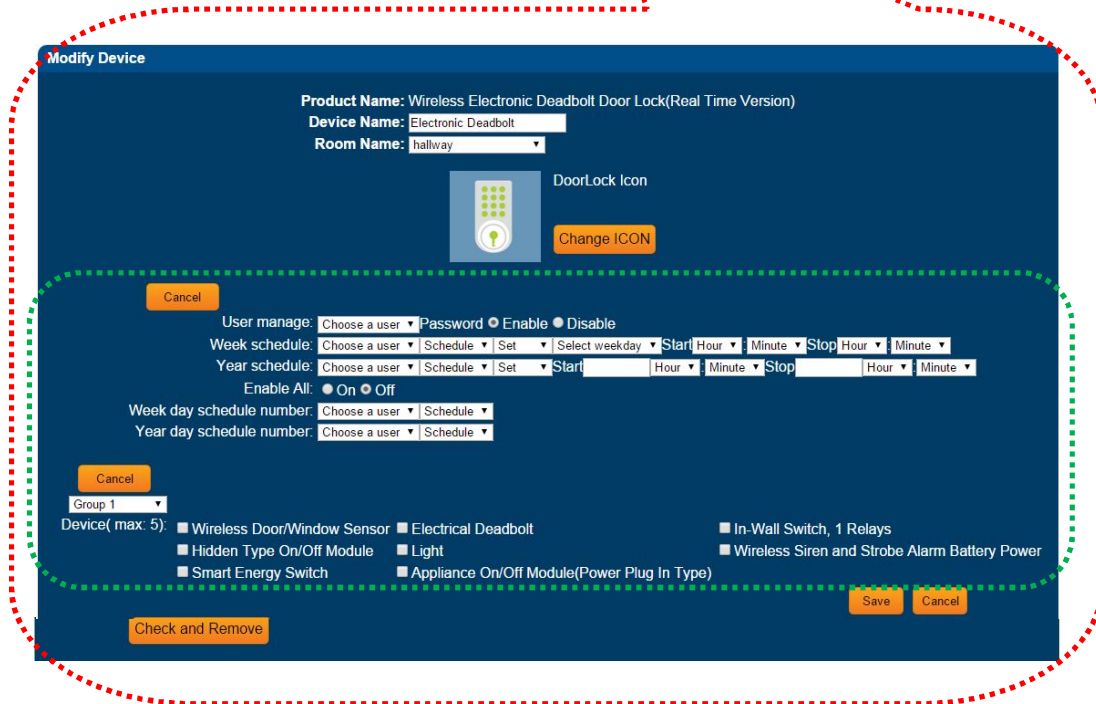 Modify Device
Product Name: Wireless Electronic Deadbolt Door Lock(Real Time Version)
Device Name: Electronic Deadbolt
Room Name: hallway
DoorLock Icon
Change ICON
Cancel
User manage: Choose a user Password Enable Disable
Week schedule: Choose a user Schedule Set Select weekday Start Hour : Minute Stop Hour : Minute
Year schedule: Choose a user Schedule Set Start Hour : Minute Stop Hour : Minute
Enable All: On Off
Week day schedule number: Choose a user Schedule
Year day schedule number: Choose a user Schedule
Cancel
Group 1
Device( max: 5): Wireless Door/Window Sensor Electrical Deadbolt In-Wall Switch, 1 Relays
Hidden Type On/Off Module Light Wireless Siren and Strobe Alarm Battery Power
Smart Energy Switch Appliance On/Off Module(Power Plug In Type)
Save Cancel
Check and Remove